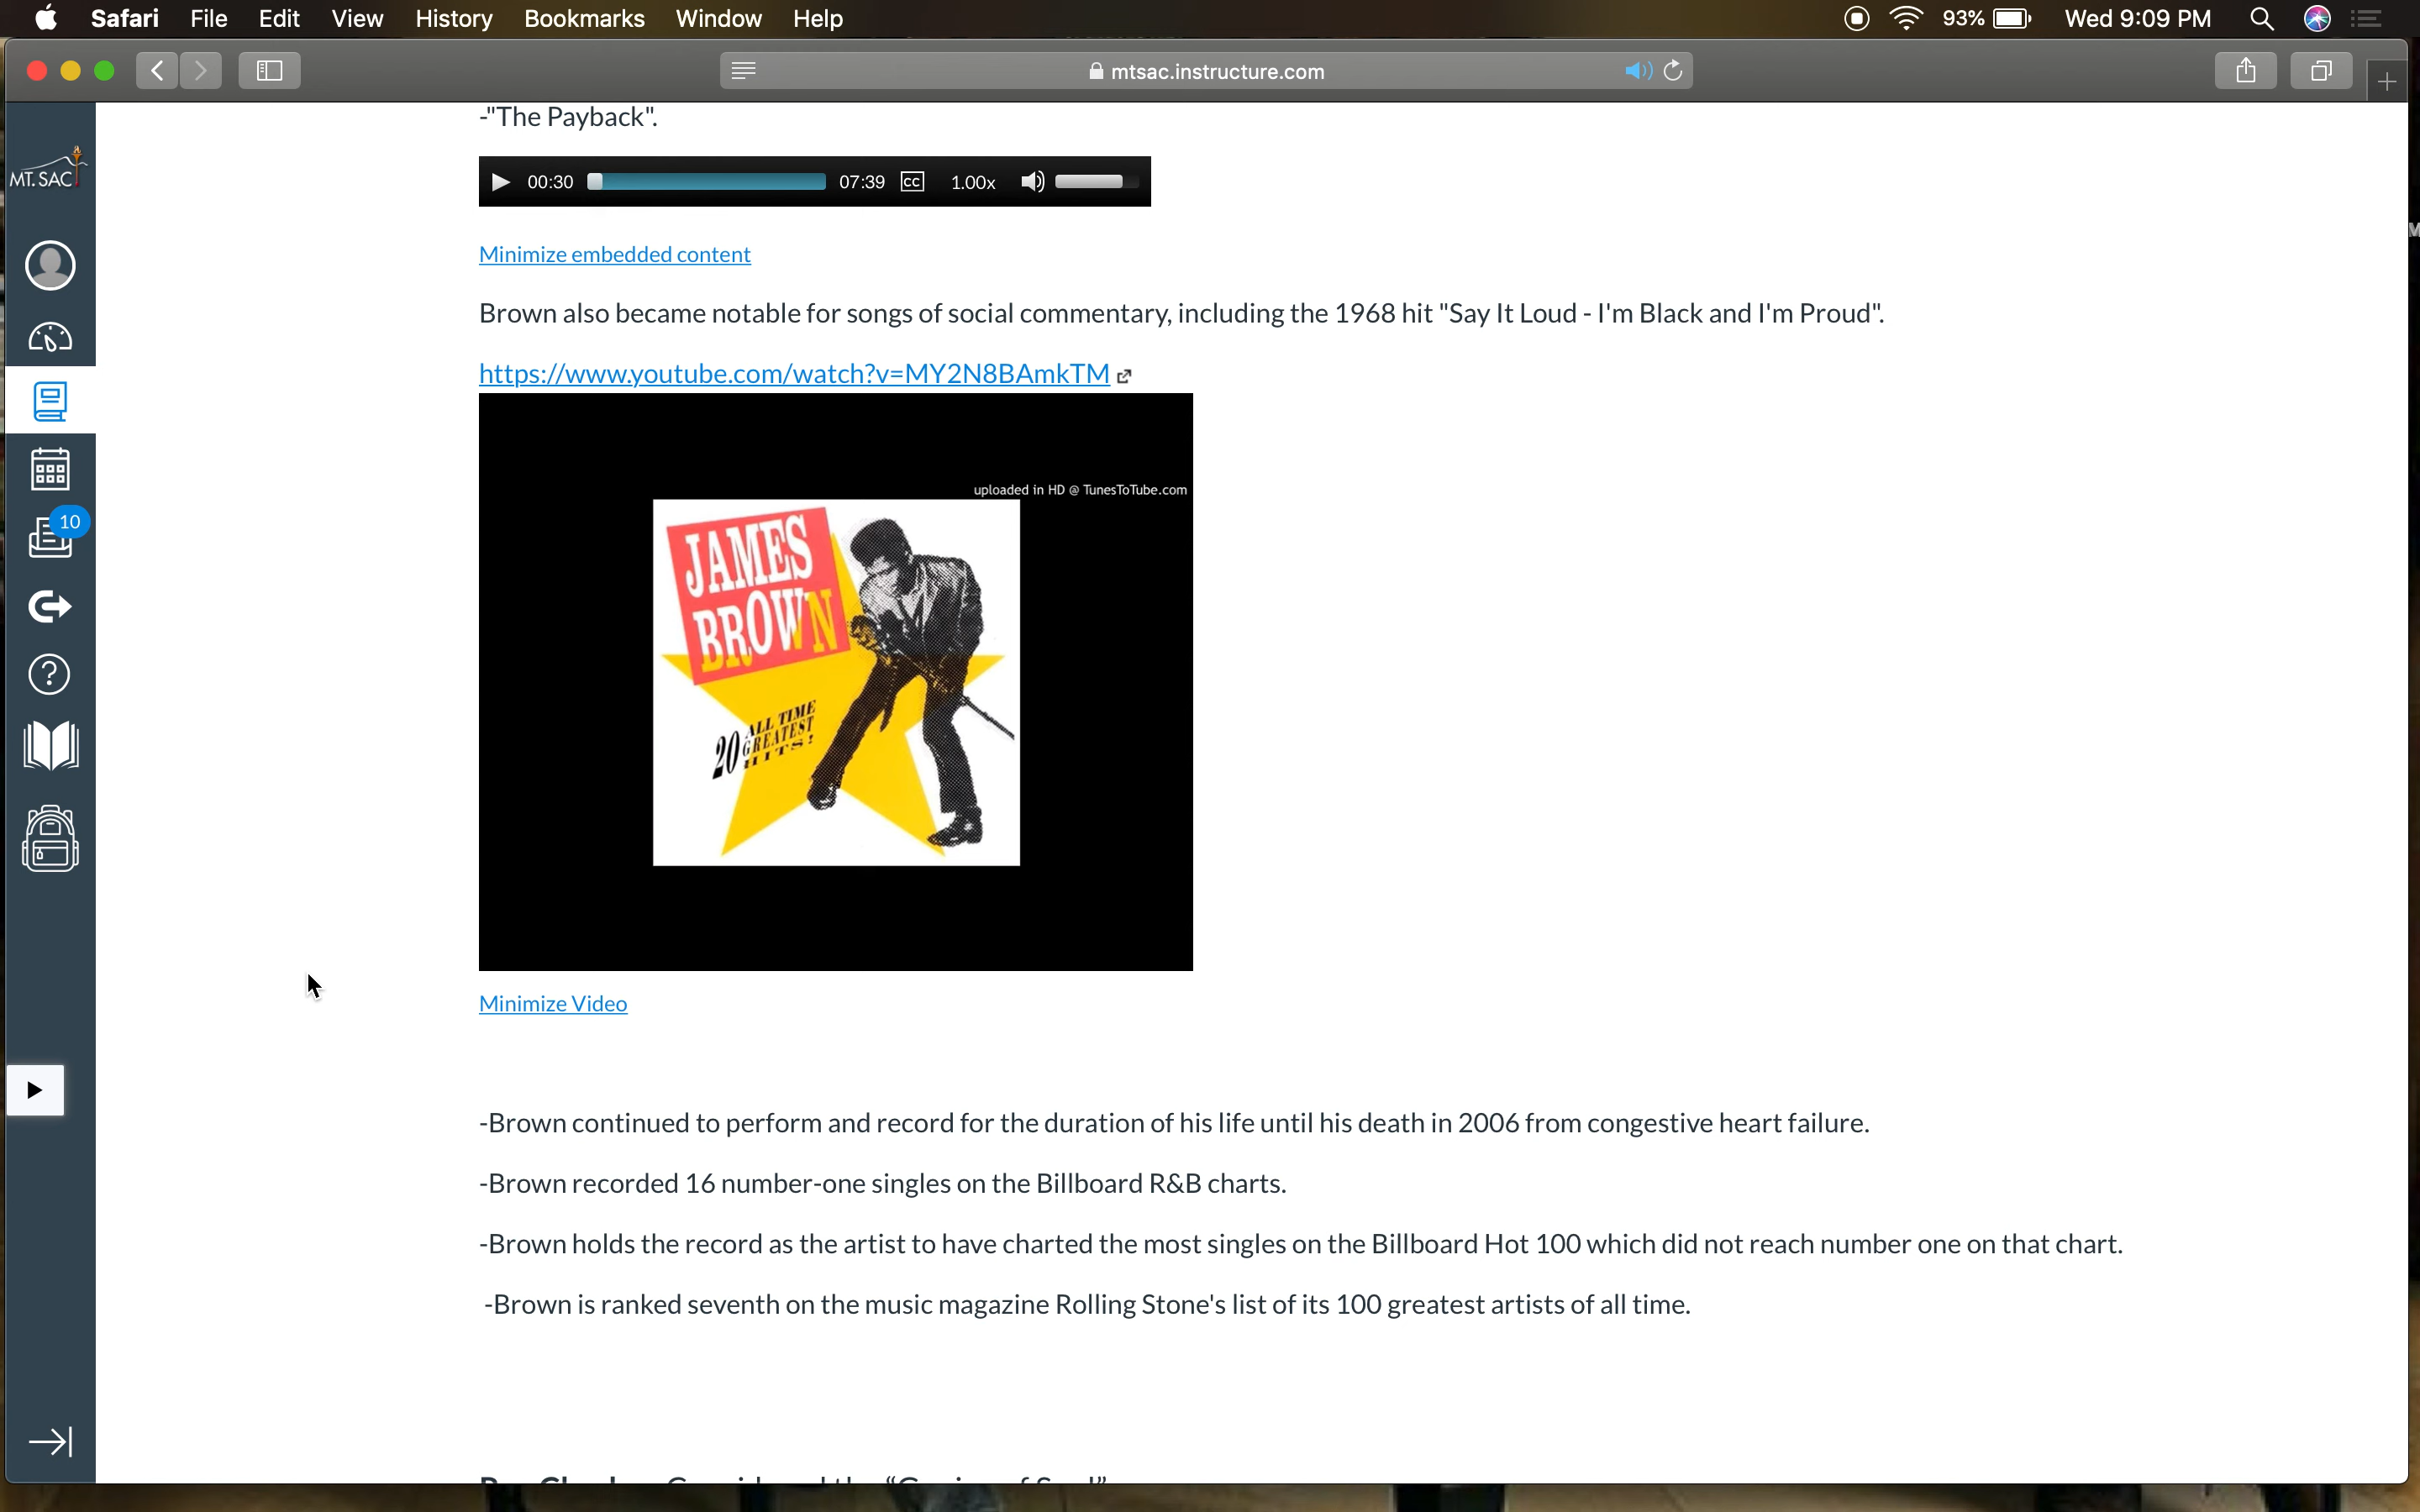 Safari File Edit View History Bookmarks Window Help 93% Wed 9:09 PM
mtsac.instructure.com
MT. SAC
10
-"The Payback".
00:30 07:39 CC 1.00x
Minimize embedded content
Brown also became notable for songs of social commentary, including the 1968 hit "Say It Loud - I'm Black and I'm Proud".
https://www.youtube.com/watch?v=MY2N8BAmkTM
uploaded in HD @ TunesToTube.com
JAMES
BROWN
20 ALL TIME
GREATEST
HITS!
Minimize Video
-Brown continued to perform and record for the duration of his life until his death in 2006 from congestive heart failure.
-Brown recorded 16 number-one singles on the Billboard R&B charts.
-Brown holds the record as the artist to have charted the most singles on the Billboard Hot 100 which did not reach number one on that chart.
-Brown is ranked seventh on the music magazine Rolling Stone's list of its 100 greatest artists of all time.